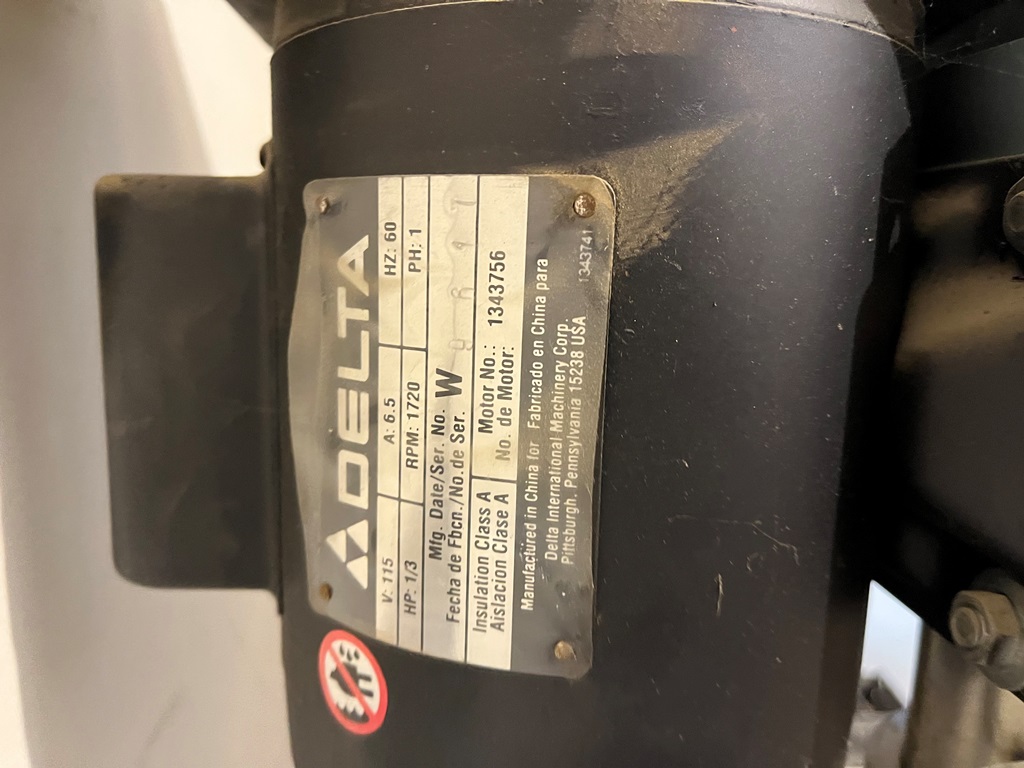 DELTA
V: 115 A: 6.5 HZ: 60
HP: 1/3 RPM: 1720 PH: 1
Mfg. Date/Ser. No.
Fecha de Fbcn./No. de Ser. W
Insulation Class A Motor No.: 1343756
Aislacion Clase A No. de Motor:
Manufactured in China for Fabricado en China para
Delta International Machinery Corp.
Pittsburgh, Pennsylvania 15238 USA
1343741